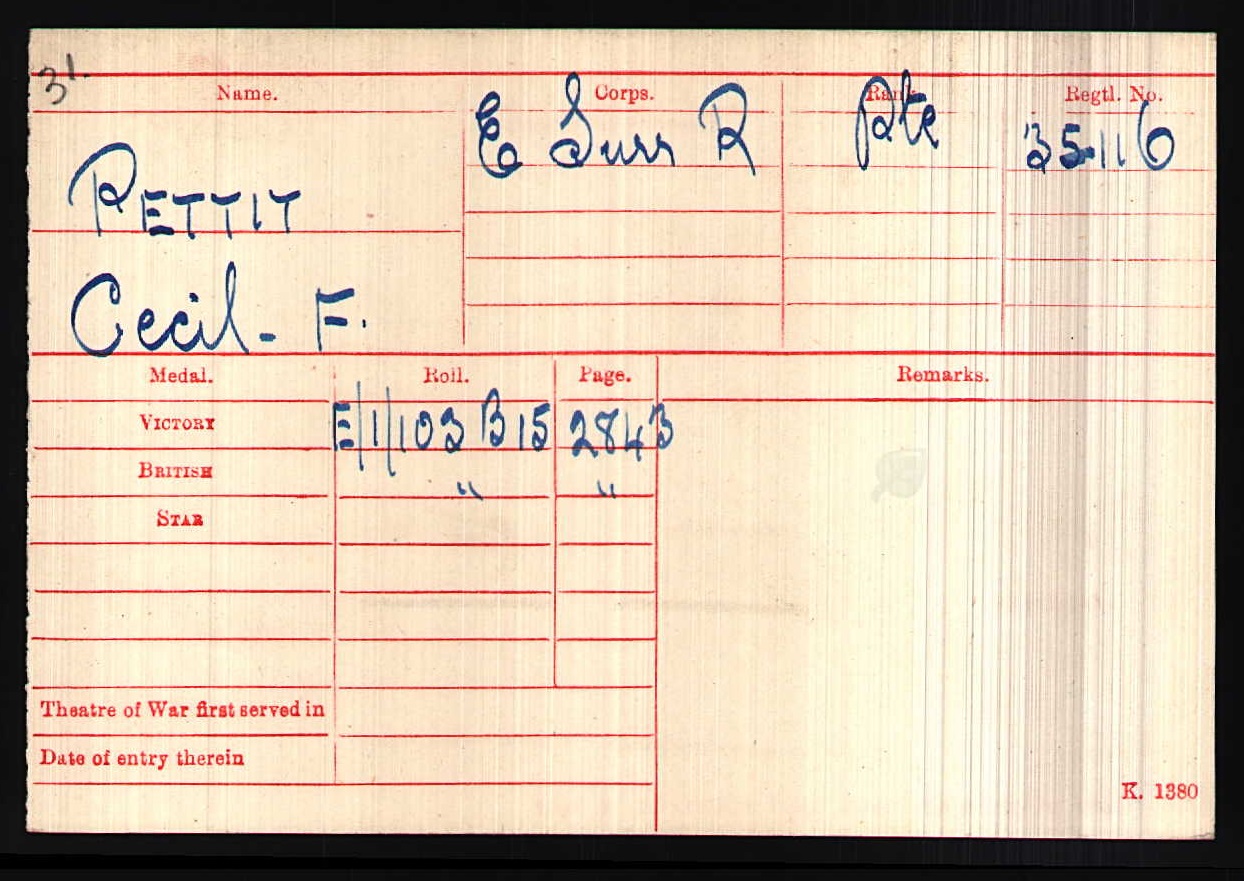 31.
Name. Corps. Rank Regtl. No.
E Surr R Pte 35116
PETTIT
Cecil - F.
Medal. Roll. Page. Remarks.
VICTORY E/1/103 B15 2843
BRITISH " "
STAR
Theatre of War first served in
Date of entry therein
K. 1380